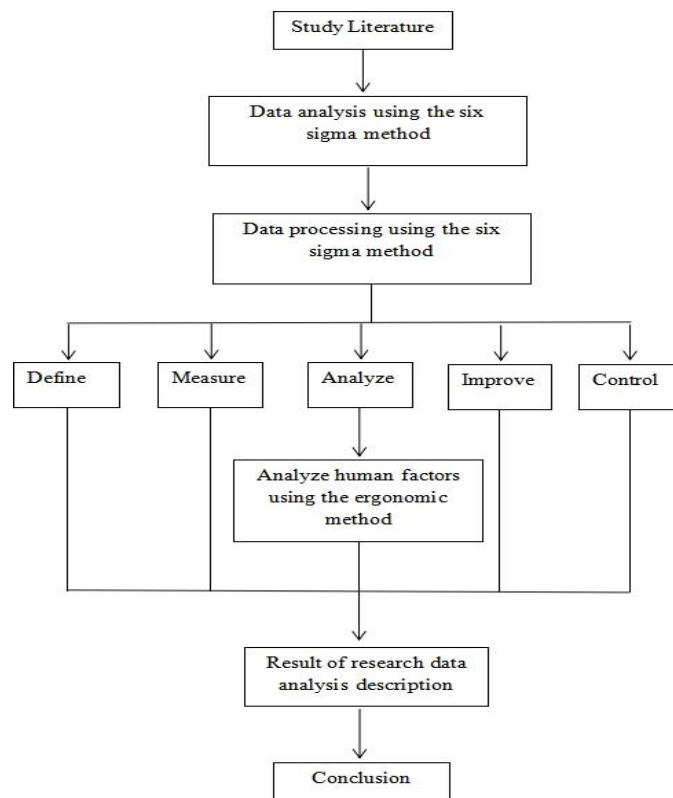 Study Literature
Data analysis using the six
sigma method
Data processing using the six
sigma method
Define
Measure
Analyze
Improve
Control
Analyze human factors
using the ergonomic
method
Result of research data
analysis description
Conclusion